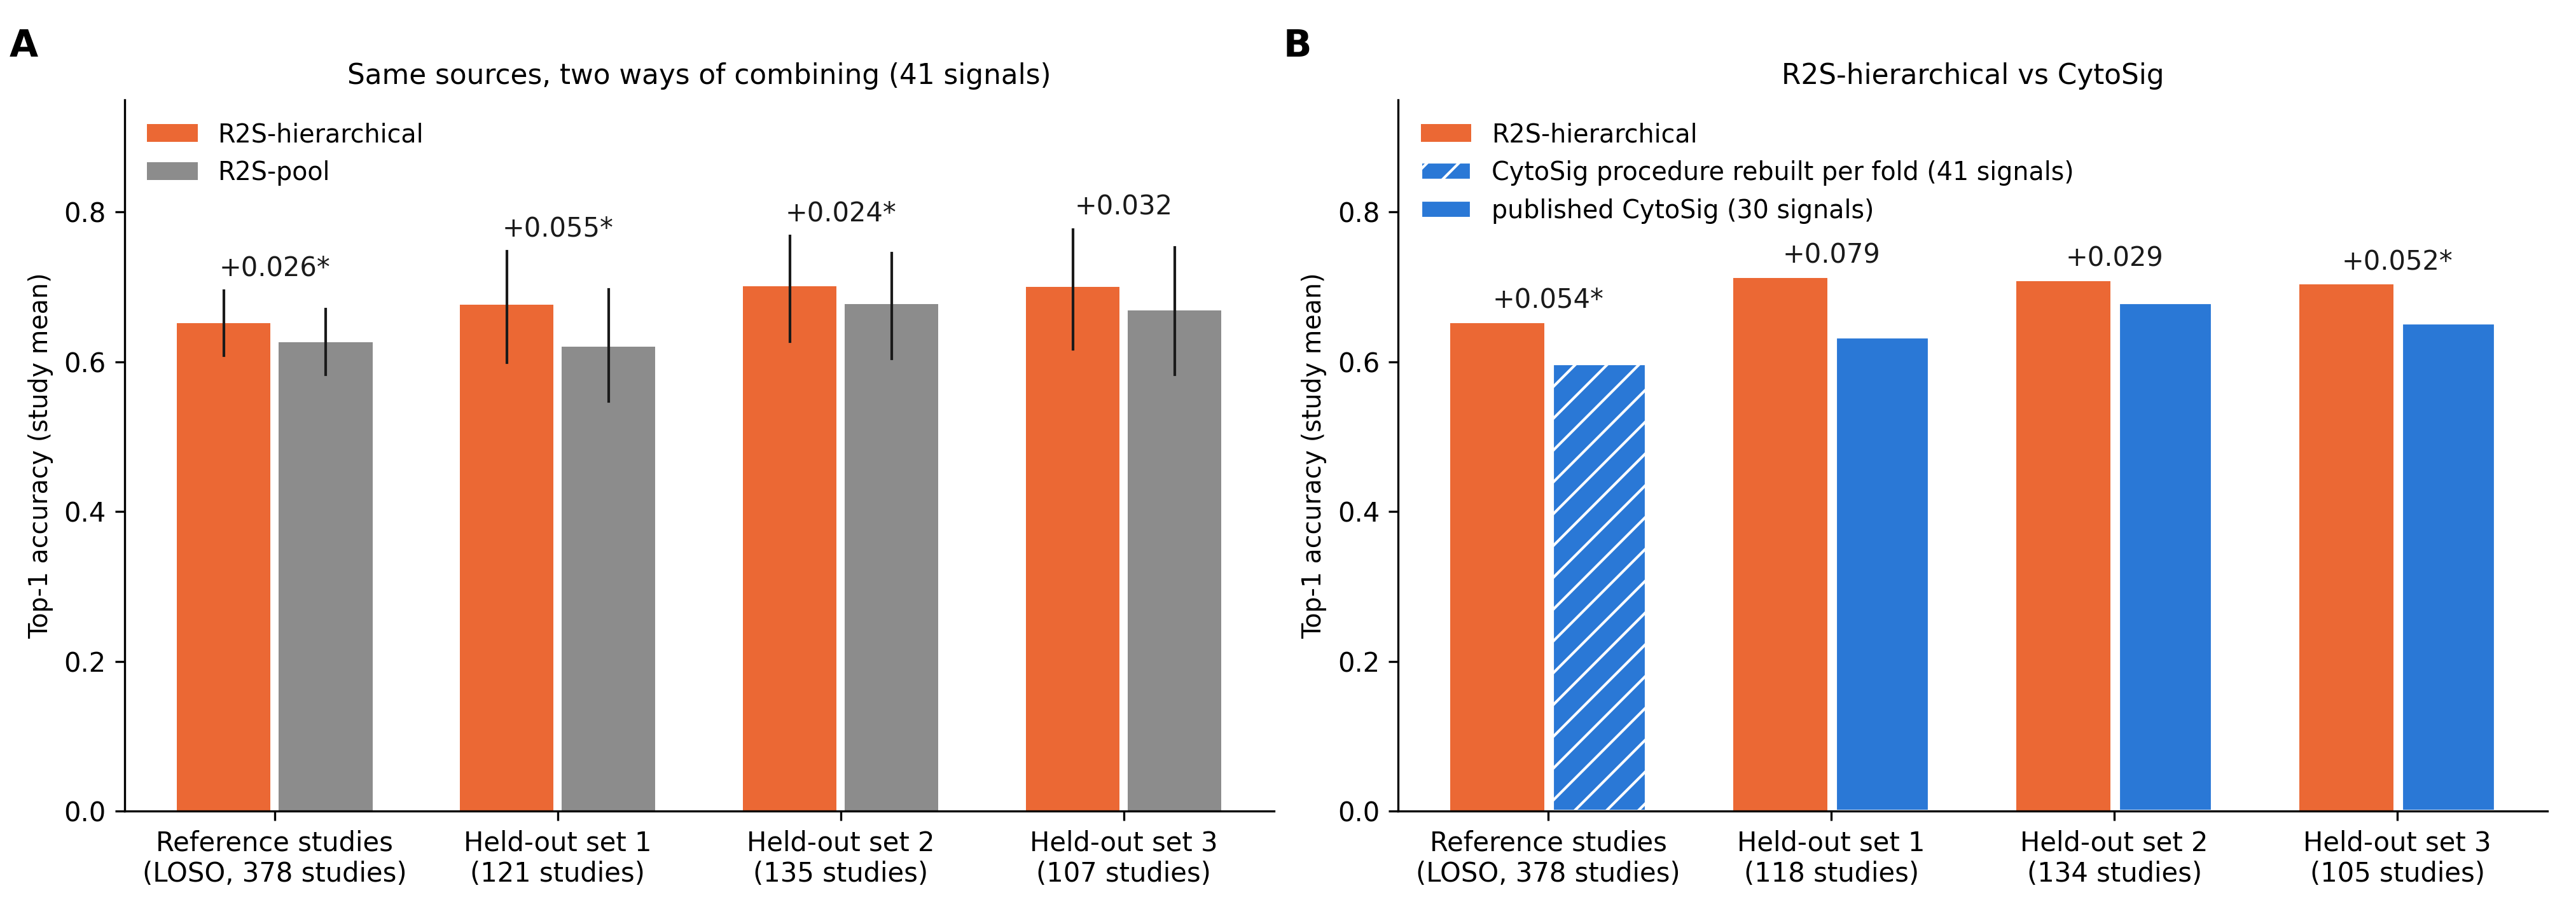 A
Same sources, two ways of combining (41 signals)
R2S-hierarchical
R2S-pool
+0.026*
+0.055*
+0.024*
+0.032
Top-1 accuracy (study mean)
0.8
0.6
0.4
0.2
0.0
Reference studies
(LOSO, 378 studies)
Held-out set 1
(121 studies)
Held-out set 2
(135 studies)
Held-out set 3
(107 studies)
B
R2S-hierarchical vs CytoSig
R2S-hierarchical
CytoSig procedure rebuilt per fold (41 signals)
published CytoSig (30 signals)
+0.054*
+0.079
+0.029
+0.052*
Top-1 accuracy (study mean)
0.8
0.6
0.4
0.2
0.0
Reference studies
(LOSO, 378 studies)
Held-out set 1
(118 studies)
Held-out set 2
(134 studies)
Held-out set 3
(105 studies)